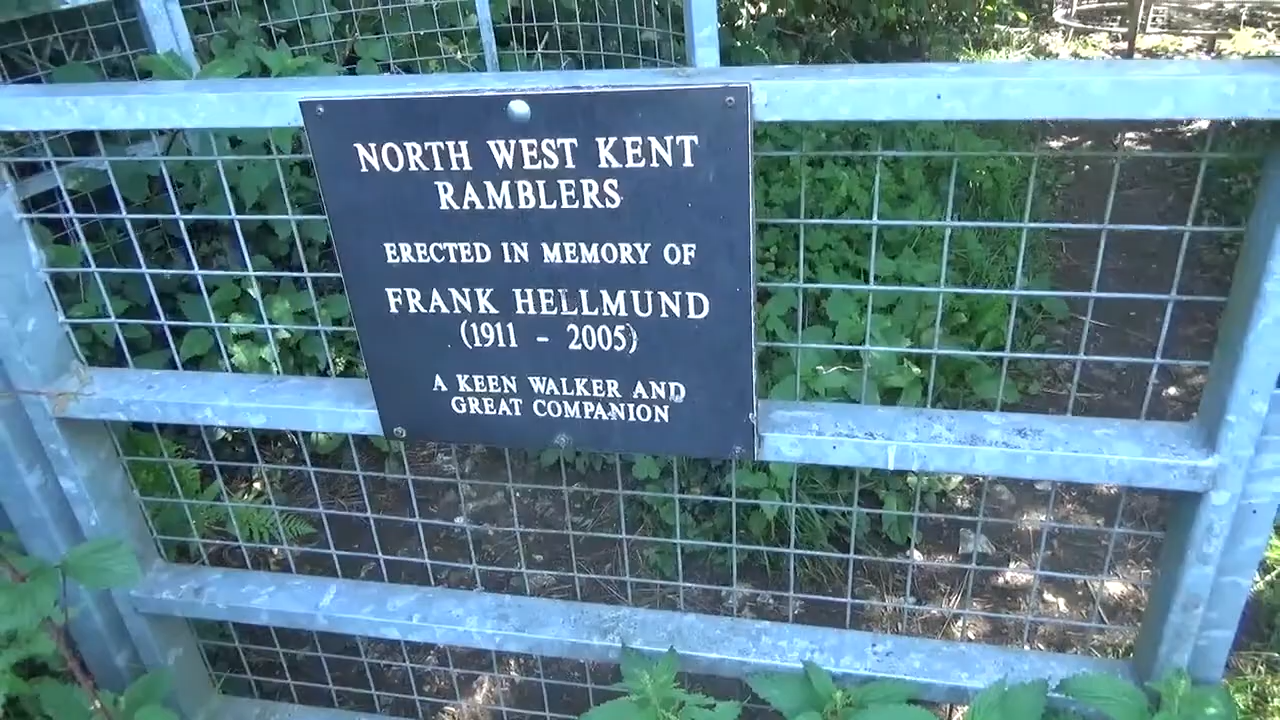 NORTH WEST KENT
RAMBLERS
ERECTED IN MEMORY OF
FRANK HELLMUND
(1911 - 2005)
A KEEN WALKER AND
GREAT COMPANION